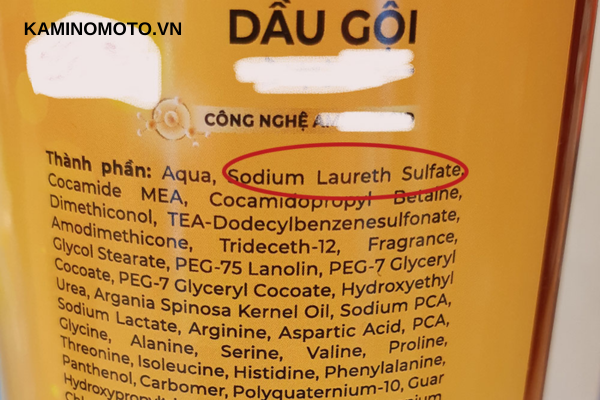 KAMINOMOTO.VN
DẦU GỘI
CÔNG NGHỆ
Thành phần: Aqua, Sodium Laureth Sulfate,
Cocamide MEA, Cocamidopropyl Betaine,
Dimethiconol, TEA-Dodecylbenzenesulfonate,
Amodimethicone, Trideceth-12, Fragrance,
Glycol Stearate, PEG-75 Lanolin, PEG-7 Glyceryl
Cocoate, PEG-7 Glyceryl Cocoate, Hydroxyethyl
Urea, Argania Spinosa Kernel Oil, Sodium PCA,
Sodium Lactate, Arginine, Aspartic Acid, PCA,
Glycine, Alanine, Serine, Valine, Proline,
Threonine, Isoleucine, Histidine, Phenylalanine,
Panthenol, Carbomer, Polyquaternium-10, Guar